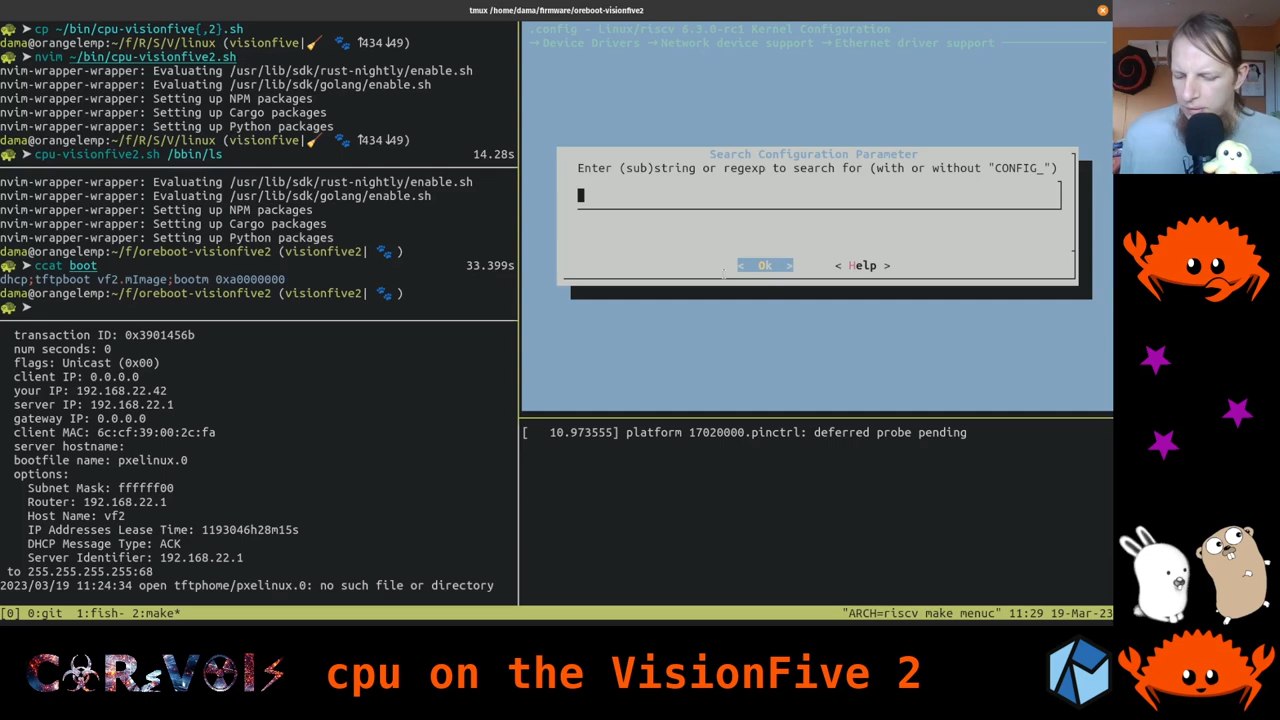 tmux /home/dama/firmware/oreboot-visionfive2
➤ cp ~/bin/cpu-visionfive{,2}.sh
dama@orangelemp:~/f/R/S/V/linux (visionfive|🧹 🐾 ↑434↓49)
➤ nvim ~/bin/cpu-visionfive2.sh
nvim-wrapper-wrapper: Evaluating /usr/lib/sdk/rust-nightly/enable.sh
nvim-wrapper-wrapper: Evaluating /usr/lib/sdk/golang/enable.sh
nvim-wrapper-wrapper: Setting up NPM packages
nvim-wrapper-wrapper: Setting up Cargo packages
nvim-wrapper-wrapper: Setting up Python packages
dama@orangelemp:~/f/R/S/V/linux (visionfive|🧹 🐾 ↑434↓49)
➤ cpu-visionfive2.sh /bbin/ls 14.28s
nvim-wrapper-wrapper: Evaluating /usr/lib/sdk/rust-nightly/enable.sh
nvim-wrapper-wrapper: Evaluating /usr/lib/sdk/golang/enable.sh
nvim-wrapper-wrapper: Setting up NPM packages
nvim-wrapper-wrapper: Setting up Cargo packages
nvim-wrapper-wrapper: Setting up Python packages
dama@orangelemp:~/f/oreboot-visionfive2 (visionfive2| 🐾 )
➤ ccat boot 33.399s
dhcp;tftpboot vf2.mImage;bootm 0xa0000000
dama@orangelemp:~/f/oreboot-visionfive2 (visionfive2| 🐾 )
➤
transaction ID: 0x3901456b
num seconds: 0
flags: Unicast (0x00)
client IP: 0.0.0.0
your IP: 192.168.22.42
server IP: 192.168.22.1
gateway IP: 0.0.0.0
client MAC: 6c:cf:39:00:2c:fa
server hostname:
bootfile name: pxelinux.0
options:
Subnet Mask: ffffff00
Router: 192.168.22.1
Host Name: vf2
IP Addresses Lease Time: 1193046h28m15s
DHCP Message Type: ACK
Server Identifier: 192.168.22.1
to 255.255.255.255:68
2023/03/19 11:24:34 open tftphome/pxelinux.0: no such file or directory
.config - Linux/riscv 6.3.0-rc1 Kernel Configuration
→ Device Drivers → Network device support → Ethernet driver support
Search Configuration Parameter
Enter (sub)string or regexp to search for (with or without "CONFIG_")
< Ok > < Help >
[ 10.973555] platform 17020000.pinctrl: deferred probe pending
[0] 0:git 1:fish- 2:make* "ARCH=riscv make menuc" 11:29 19-Mar-23
cpu on the VisionFive 2